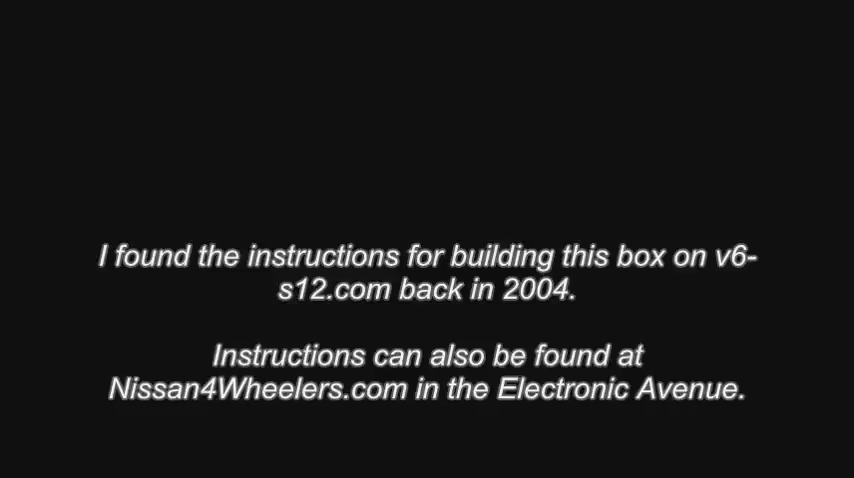 I found the instructions for building this box on v6-
s12.com back in 2004.
Instructions can also be found at
Nissan4Wheelers.com in the Electronic Avenue.